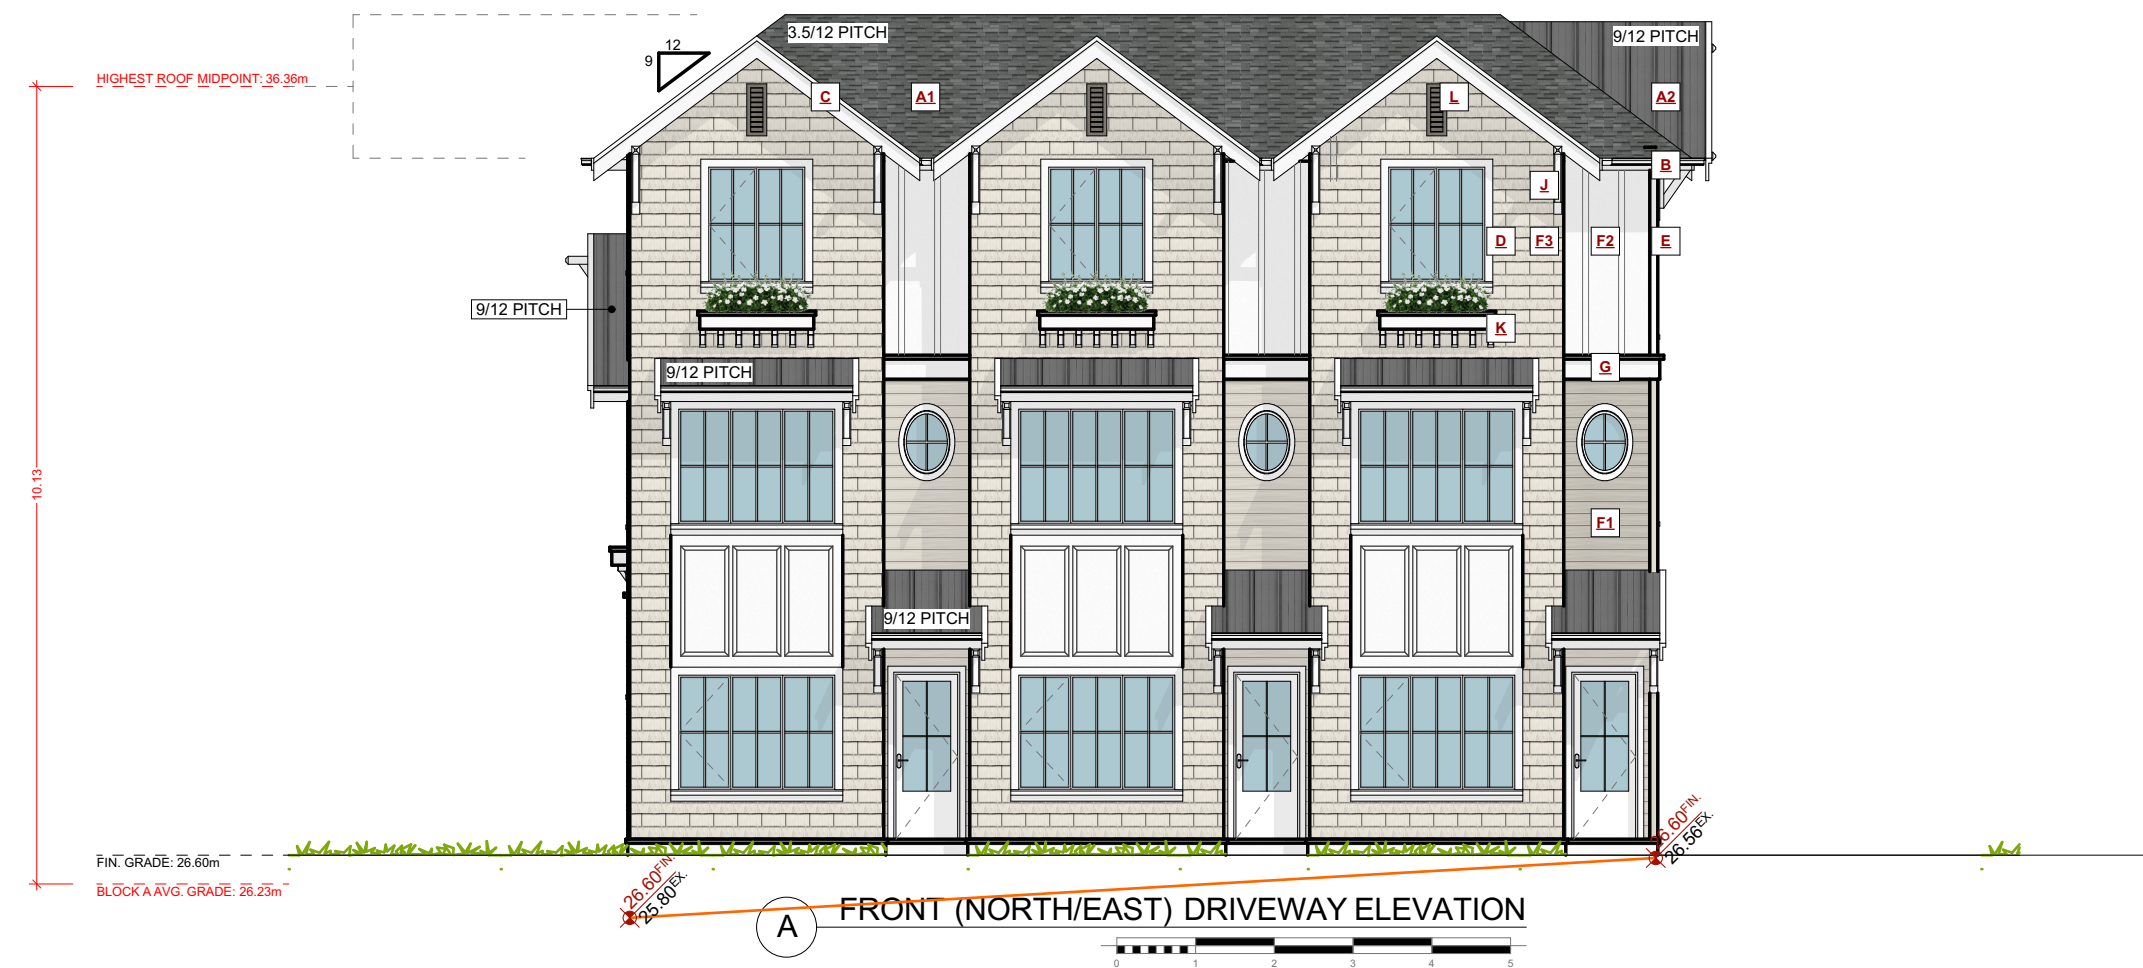 3.5/12 PITCH
9/12 PITCH
12
9
HIGHEST ROOF MIDPOINT: 36.36m
C
A1
L
A2
B
J
D
F3
F2
E
9/12 PITCH
K
G
9/12 PITCH
10.13
F1
9/12 PITCH
FIN. GRADE: 26.60m
BLOCK A AVG. GRADE: 26.23m
26.60FIN.
25.80EX.
26.60FIN.
26.56EX.
A
FRONT (NORTH/EAST) DRIVEWAY ELEVATION
0 1 2 3 4 5